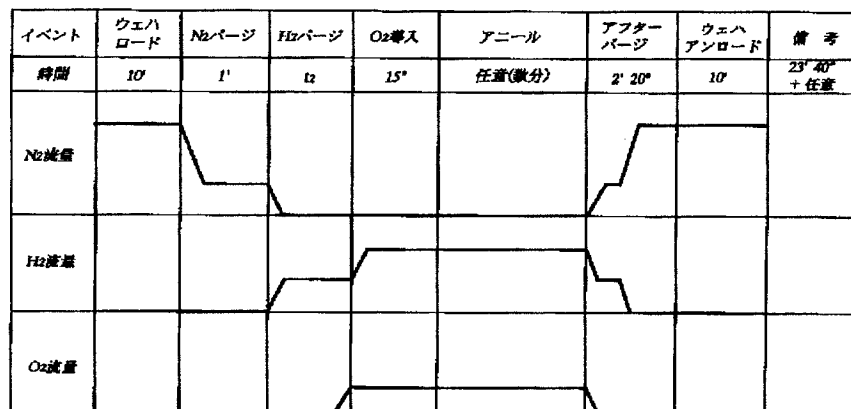 イベント
ウェハ
ロード
N2パージ
H2パージ
O2導入
アニール
アフター
パージ
ウェハ
アンロード
備 考
時間
10'
1'
t2
15"
任意(数分)
2' 20"
10'
23' 40"
+ 任意
N2流量
H2流量
O2流量